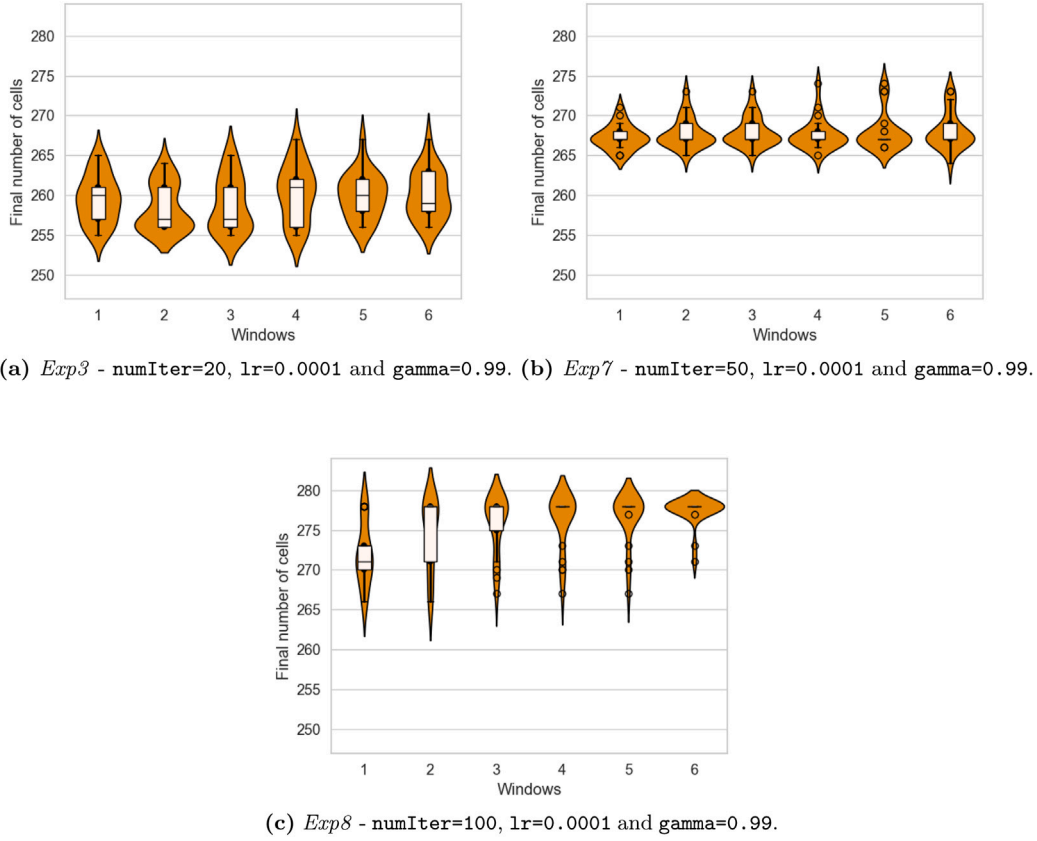 280
275
270
265
260
255
250
Final number of cells
1 2 3 4 5 6
Windows
280
275
270
265
260
255
250
Final number of cells
1 2 3 4 5 6
Windows
(a) Exp3 - numIter=20, lr=0.0001 and gamma=0.99.
(b) Exp7 - numIter=50, lr=0.0001 and gamma=0.99.
280
275
270
265
260
255
250
Final number of cells
1 2 3 4 5 6
Windows
(c) Exp8 - numIter=100, lr=0.0001 and gamma=0.99.